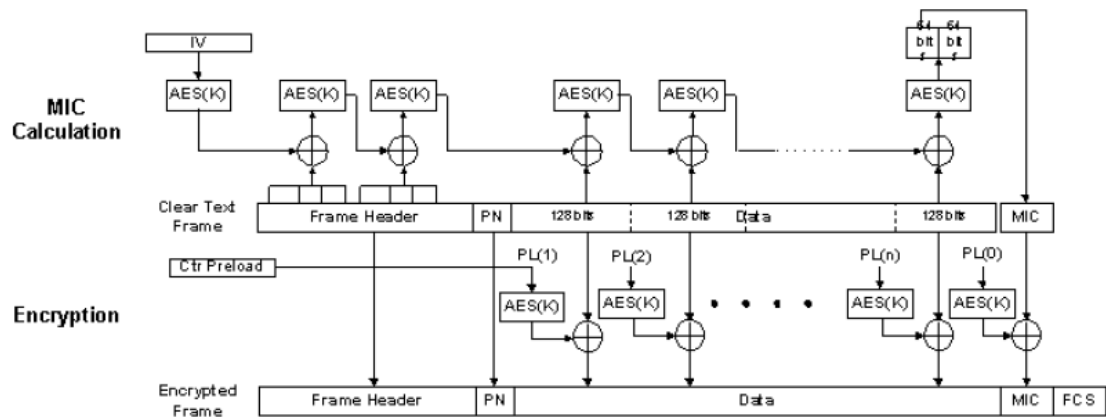 64 bits 64 bits
IV
AES(K) AES(K) AES(K) AES(K) AES(K) AES(K)
MIC
Calculation
Clear Text
Frame
Frame Header PN 128 bits 128 bits Data 128 bits MIC
PL(1) PL(2) PL(n) PL(0)
Ctr Preload
AES(K) AES(K) AES(K) AES(K)
Encryption
Encrypted
Frame
Frame Header PN Data MIC FCS